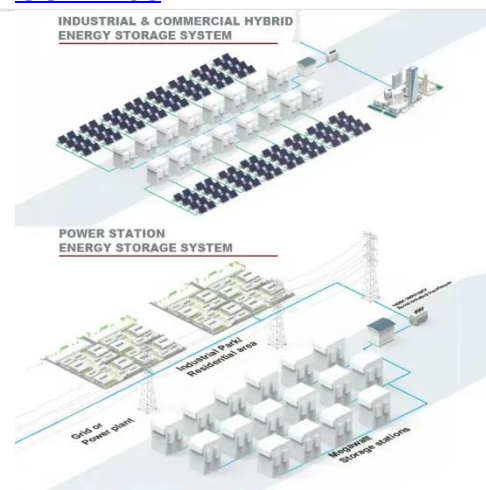 INDUSTRIAL & COMMERCIAL HYBRID
ENERGY STORAGE SYSTEM
POWER STATION
ENERGY STORAGE SYSTEM
Industrial Park/
Residential area
Grid or
Power plant
Megawatt
Storage stations